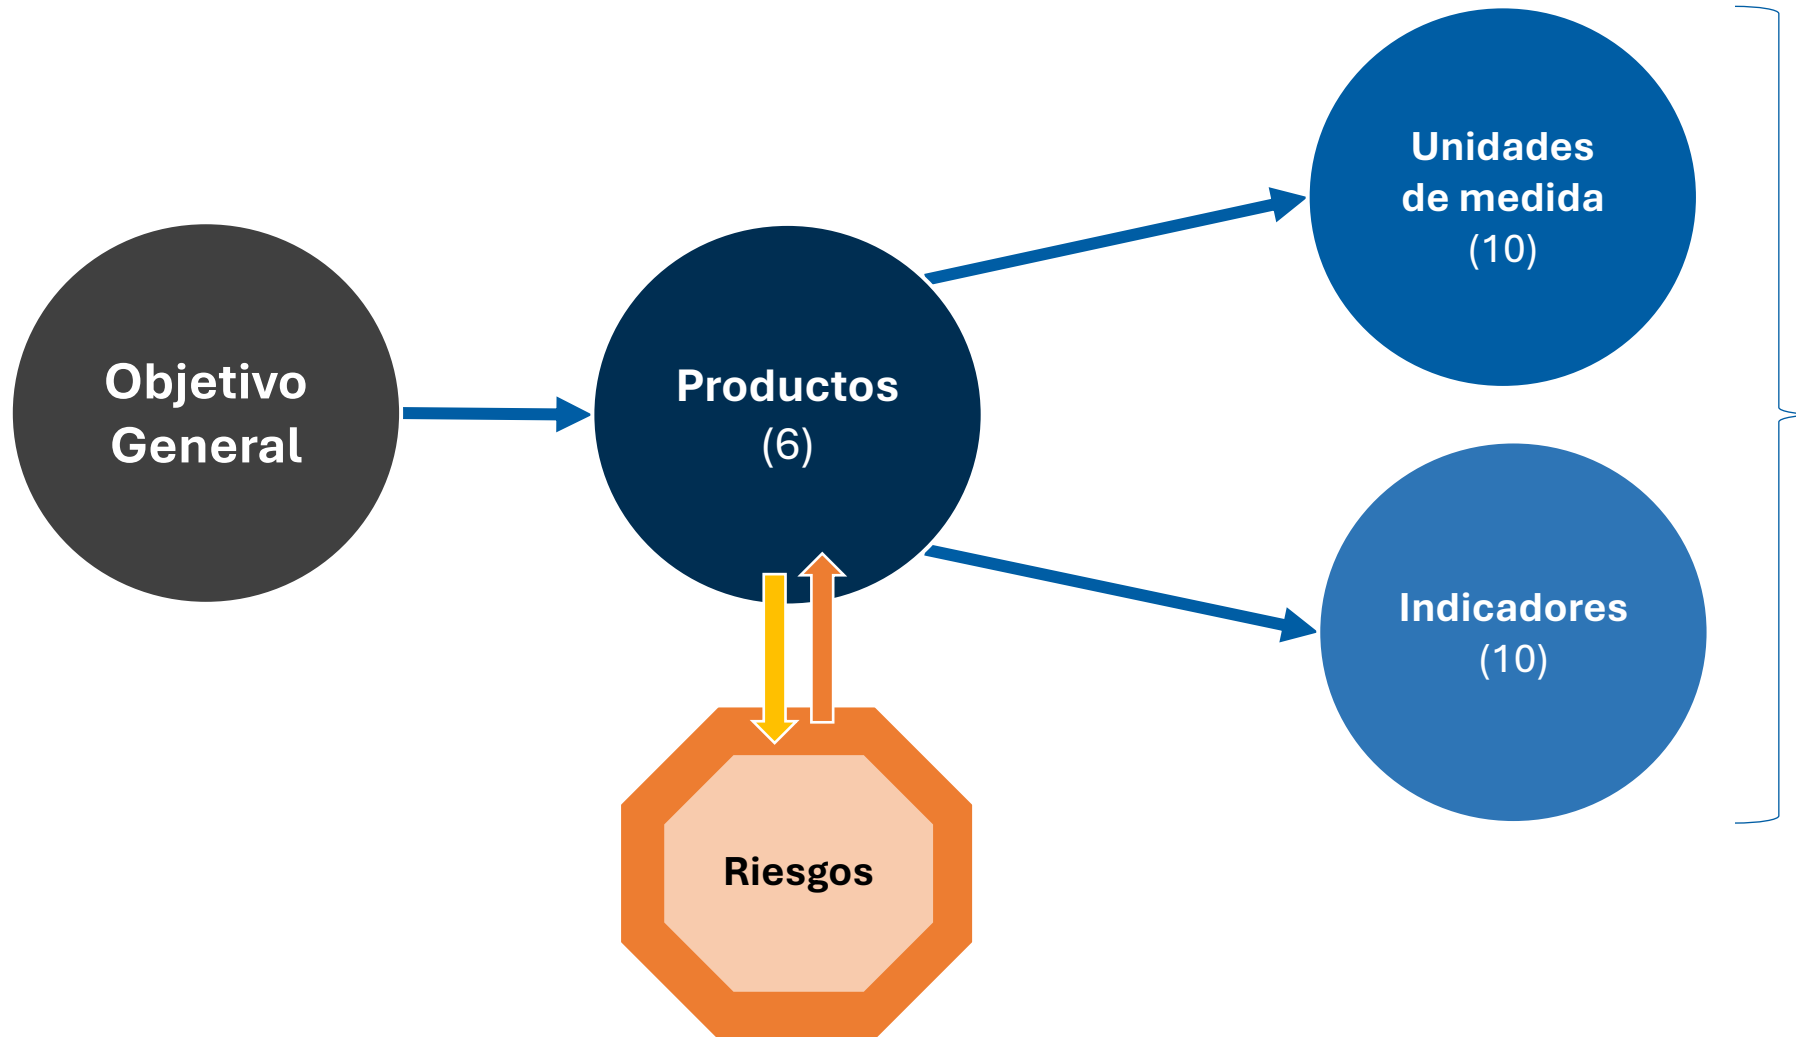 Objetivo
General
Productos
(6)
Unidades
de medida
(10)
Indicadores
(10)
Riesgos